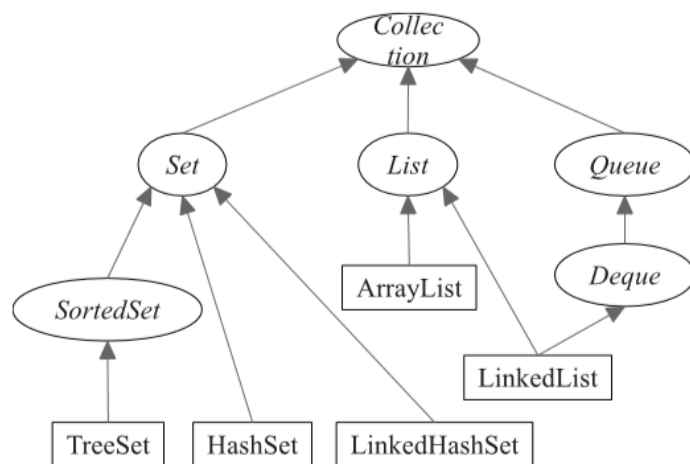 Collec
tion
Set
List
Queue
ArrayList
Deque
SortedSet
LinkedList
TreeSet
HashSet
LinkedHashSet